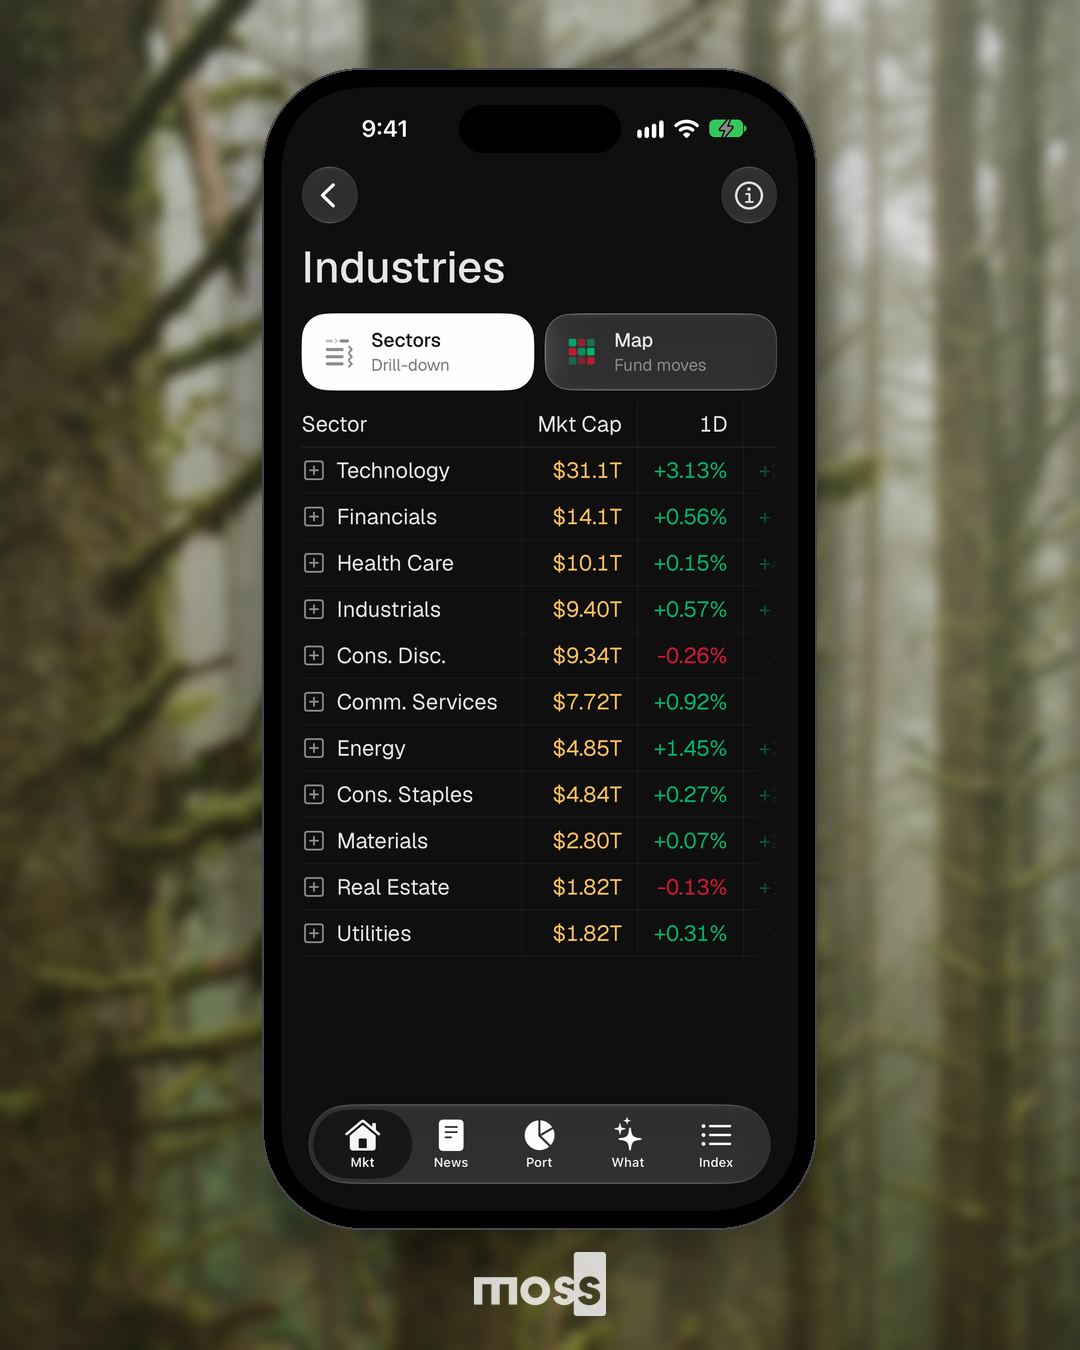 9:41
Industries
Sectors
Drill-down
Map
Fund moves
Sector Mkt Cap 1D
Technology $31.1T +3.13%
Financials $14.1T +0.56%
Health Care $10.1T +0.15%
Industrials $9.40T +0.57%
Cons. Disc. $9.34T -0.26%
Comm. Services $7.72T +0.92%
Energy $4.85T +1.45%
Cons. Staples $4.84T +0.27%
Materials $2.80T +0.07%
Real Estate $1.82T -0.13%
Utilities $1.82T +0.31%
Mkt News Port What Index
moss